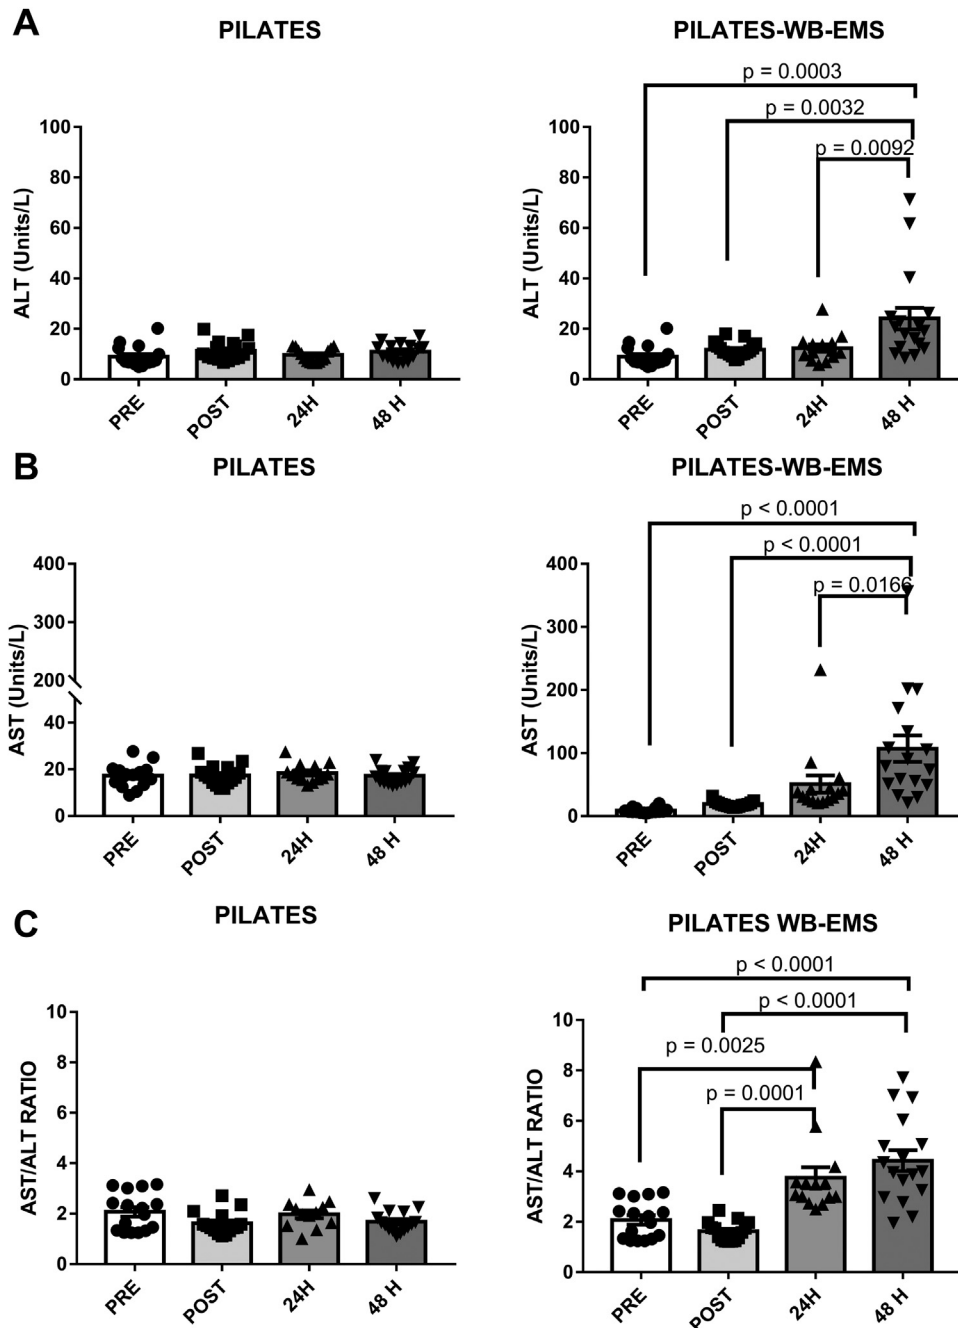 A
PILATES
PILATES-WB-EMS
p = 0.0003
p = 0.0032
p = 0.0092
ALT (Units/L)
100
80
60
40
20
0
PRE
POST
24H
48 H
ALT (Units/L)
100
80
60
40
20
0
PRE
POST
24H
48 H
B
PILATES
PILATES-WB-EMS
p < 0.0001
p < 0.0001
p = 0.0166
AST (Units/L)
400
300
200
40
20
0
PRE
POST
24H
48 H
AST (Units/L)
400
300
200
100
0
PRE
POST
24H
48 H
C
PILATES
PILATES WB-EMS
p < 0.0001
p < 0.0001
p = 0.0025
p = 0.0001
AST/ALT RATIO
10
8
6
4
2
0
PRE
POST
24H
48 H
AST/ALT RATIO
10
8
6
4
2
0
PRE
POST
24H
48 H